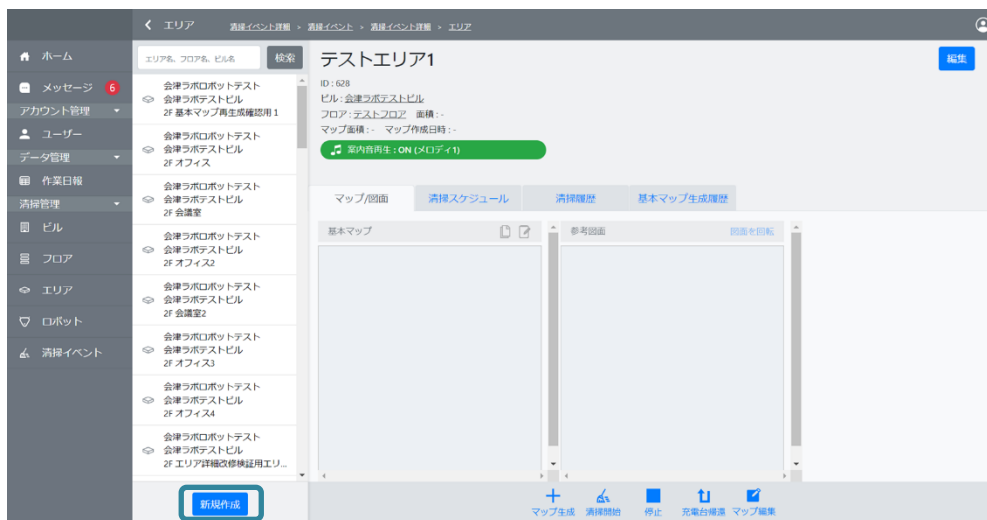 エリア 清掃イベント詳細 > 清掃イベント > 清掃イベント詳細 > エリア
ホーム
メッセージ 6
アカウント管理
ユーザー
データ管理
作業日報
清掃管理
ビル
フロア
エリア
ロボット
清掃イベント
エリア名、フロア名、ビル名 検索
会津ラボロボットテスト
会津ラボテストビル
2F 基本マップ再生成確認用 1
会津ラボロボットテスト
会津ラボテストビル
2F オフィス
会津ラボロボットテスト
会津ラボテストビル
2F 会議室
会津ラボロボットテスト
会津ラボテストビル
2F オフィス2
会津ラボロボットテスト
会津ラボテストビル
2F 会議室2
会津ラボロボットテスト
会津ラボテストビル
2F オフィス3
会津ラボロボットテスト
会津ラボテストビル
2F オフィス4
会津ラボロボットテスト
会津ラボテストビル
2F エリア詳細改修検証用エリ...
新規作成
テストエリア1 編集
ID : 628
ビル : 会津ラボテストビル
フロア : テストフロア 面積 : -
マップ面積 : - マップ作成日時 : -
案内音再生 : ON (メロディ1)
マップ/図面 清掃スケジュール 清掃履歴 基本マップ生成履歴
基本マップ 参考図面 図面を回転
マップ生成 清掃開始 停止 充電台帰還 マップ編集